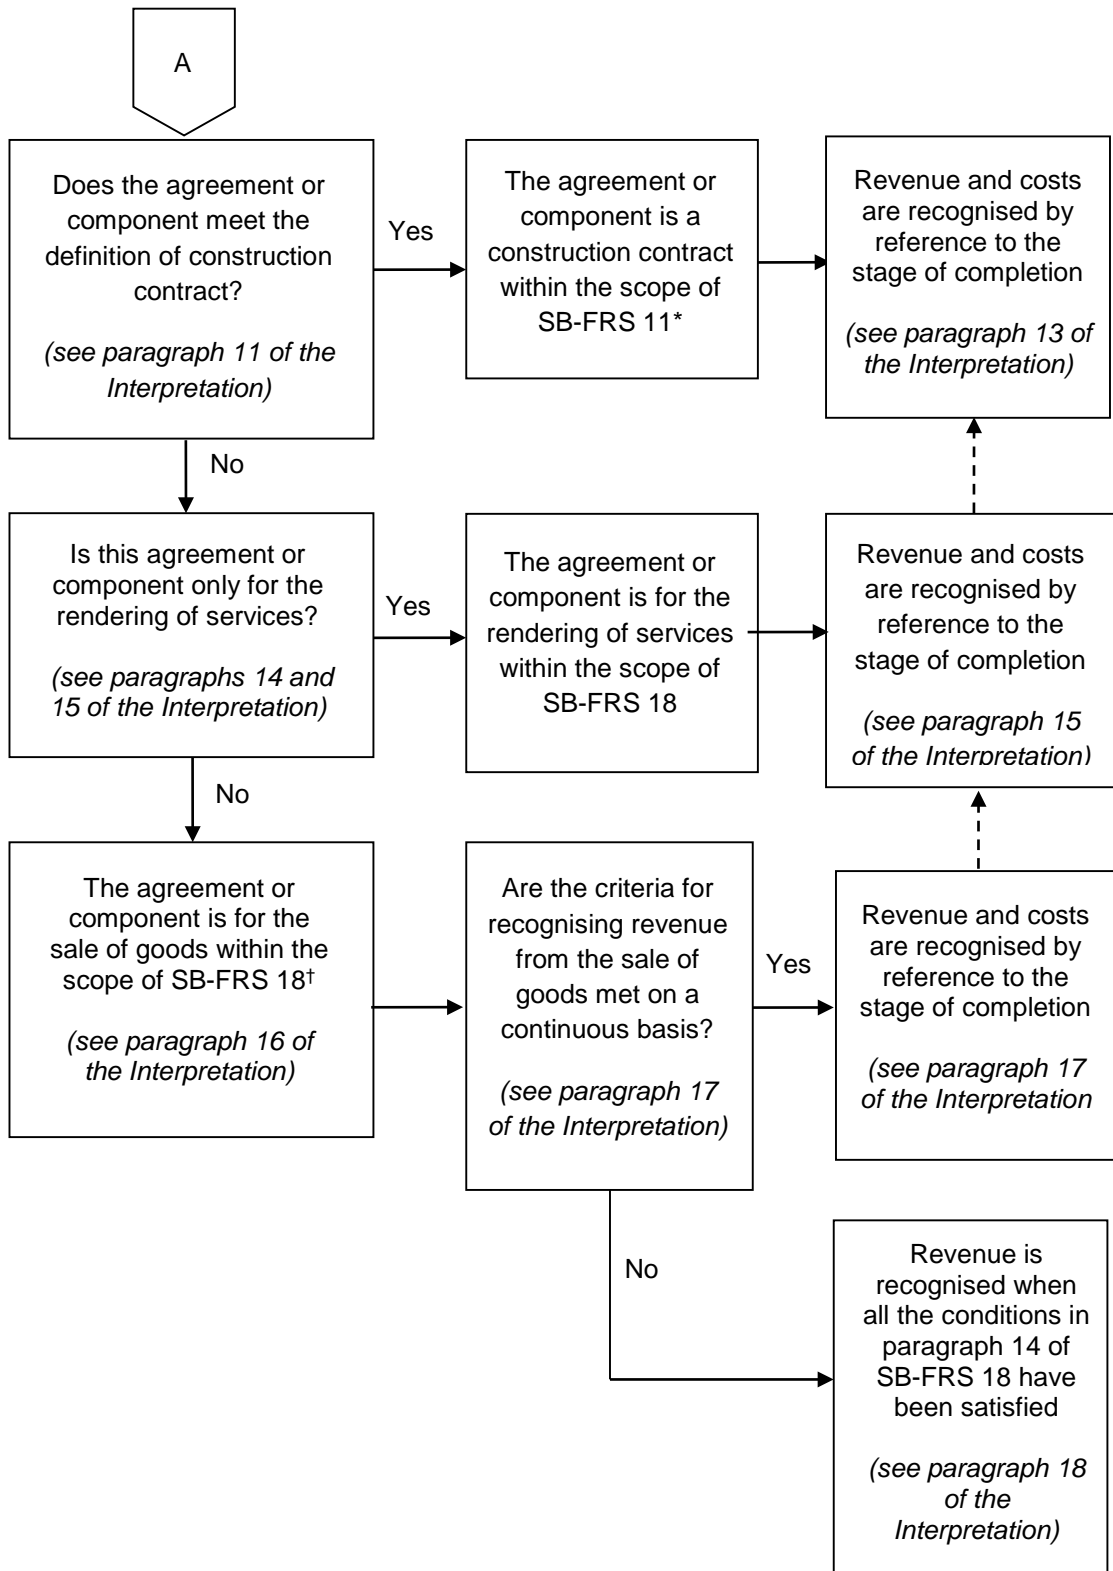 A
Does the agreement or
component meet the
definition of construction
contract?
(see paragraph 11 of the
Interpretation)
Yes
The agreement or
component is a
construction contract
within the scope of
SB-FRS 11*
Revenue and costs
are recognised by
reference to the
stage of completion
(see paragraph 13 of
the Interpretation)
No
Is this agreement or
component only for the
rendering of services?
(see paragraphs 14 and
15 of the Interpretation)
Yes
The agreement or
component is for the
rendering of services
within the scope of
SB-FRS 18
Revenue and costs
are recognised by
reference to the
stage of completion
(see paragraph 15
of the Interpretation)
No
The agreement or
component is for the
sale of goods within the
scope of SB-FRS 18†
(see paragraph 16 of
the Interpretation)
Are the criteria for
recognising revenue
from the sale of
goods met on a
continuous basis?
(see paragraph 17
of the Interpretation)
Yes
Revenue and costs
are recognised by
reference to the
stage of completion
(see paragraph 17
of the Interpretation
No
Revenue is
recognised when
all the conditions in
paragraph 14 of
SB-FRS 18 have
been satisfied
(see paragraph 18
of the
Interpretation)